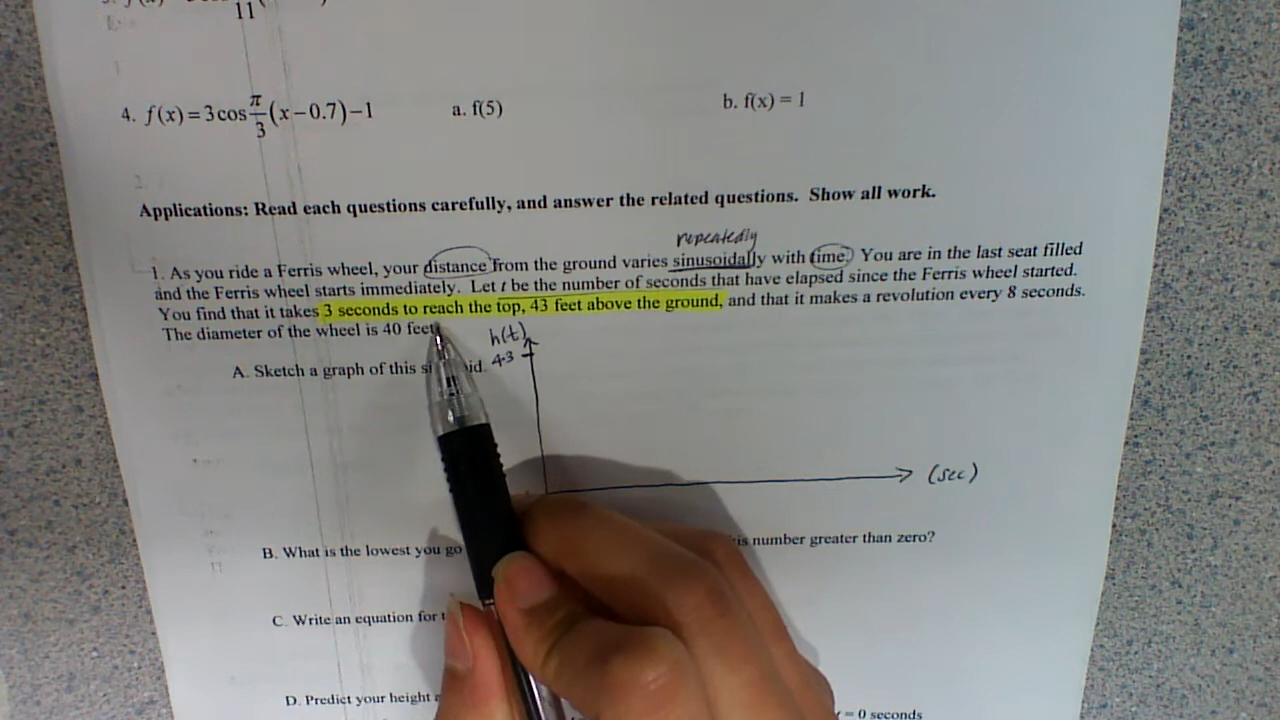 11
4. f(x) = 3cos π/3 (x − 0.7) − 1 a. f(5) b. f(x) = 1
Applications: Read each questions carefully, and answer the related questions. Show all work.
repeatedly
1. As you ride a Ferris wheel, your distance from the ground varies sinusoidally with time. You are in the last seat filled
and the Ferris wheel starts immediately. Let t be the number of seconds that have elapsed since the Ferris wheel started.
You find that it takes 3 seconds to reach the top, 43 feet above the ground, and that it makes a revolution every 8 seconds.
The diameter of the wheel is 40 feet
h(t)
A. Sketch a graph of this 43
(sec)
B. What is the lowest you go number greater than zero?
C. Write an equation for
D. Predict your height = 0 seconds